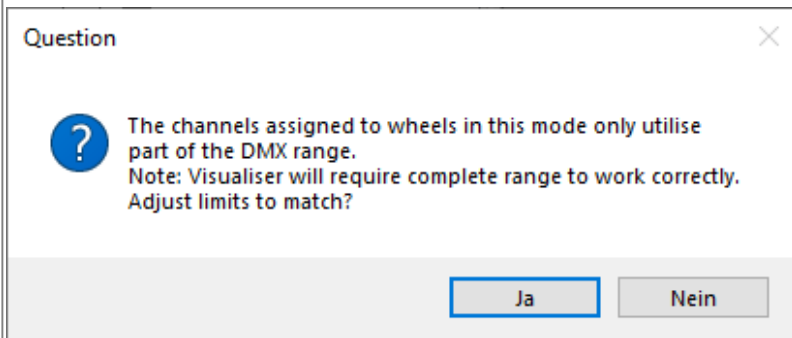 Question
The channels assigned to wheels in this mode only utilise
part of the DMX range.
Note: Visualiser will require complete range to work correctly.
Adjust limits to match?
Ja
Nein